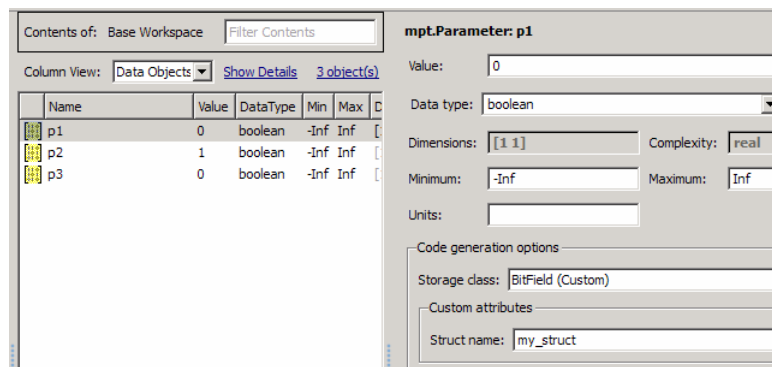 Contents of: Base Workspace Filter Contents
Column View: Data Objects Show Details 3 object(s)
Name Value DataType Min Max D
p1 0 boolean -Inf Inf [
p2 1 boolean -Inf Inf [
p3 0 boolean -Inf Inf [
mpt.Parameter: p1
Value: 0
Data type: boolean
Dimensions: [1 1] Complexity: real
Minimum: -Inf Maximum: Inf
Units:
Code generation options
Storage class: BitField (Custom)
Custom attributes
Struct name: my_struct